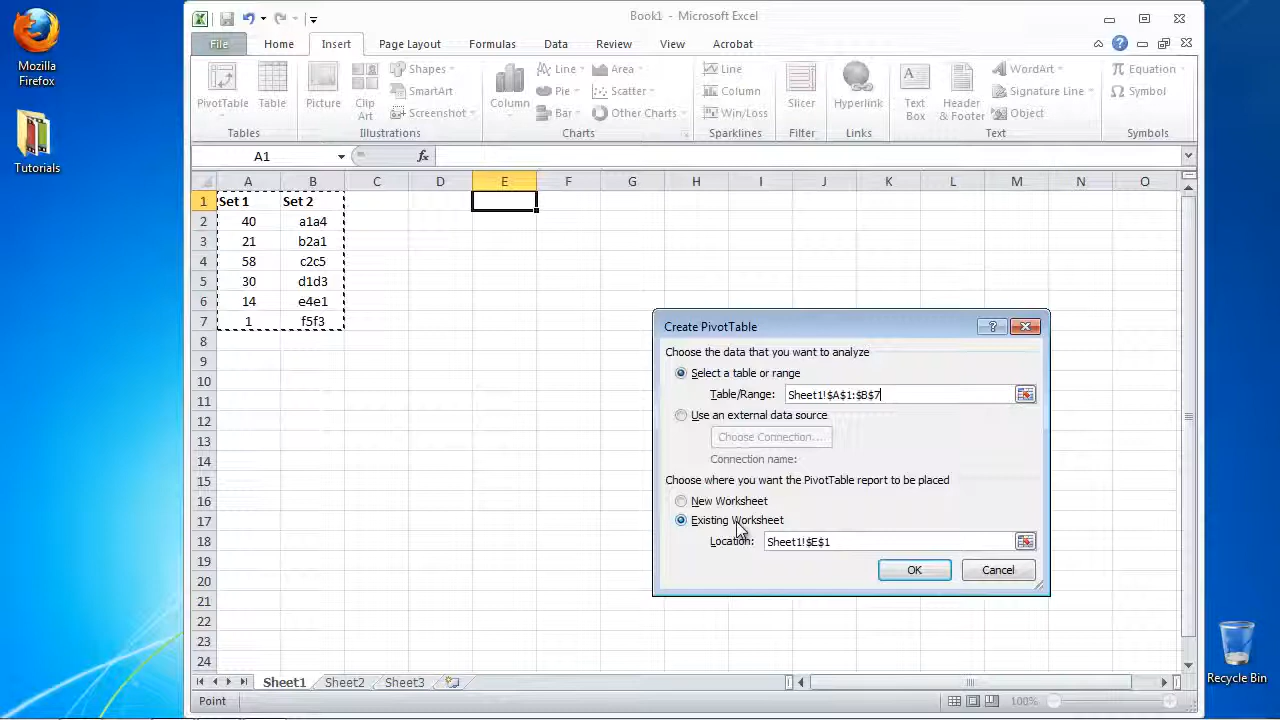 Mozilla
Firefox
Tutorials
Recycle Bin
Book1 - Microsoft Excel
File Home Insert Page Layout Formulas Data Review View Acrobat
PivotTable Table Picture Clip Art Shapes SmartArt Screenshot Column Line Pie Bar Area Scatter Other Charts Line Column Win/Loss Slicer Hyperlink Text Box Header & Footer WordArt Signature Line Object Equation Symbol
Tables Illustrations Charts Sparklines Filter Links Text Symbols
A1 fx
A B C D E F G H I J K L M N O
1 Set 1 Set 2
2 40 a1a4
3 21 b2a1
4 58 c2c5
5 30 d1d3
6 14 e4e1
7 1 f5f3
8
9
10
11
12
13
14
15
16
17
18
19
20
21
22
23
24
Create PivotTable
Choose the data that you want to analyze
Select a table or range
Table/Range: Sheet1!$A$1:$B$7
Use an external data source
Choose Connection...
Connection name:
Choose where you want the PivotTable report to be placed
New Worksheet
Existing Worksheet
Location: Sheet1!$E$1
OK Cancel
Sheet1 Sheet2 Sheet3
Point 100%